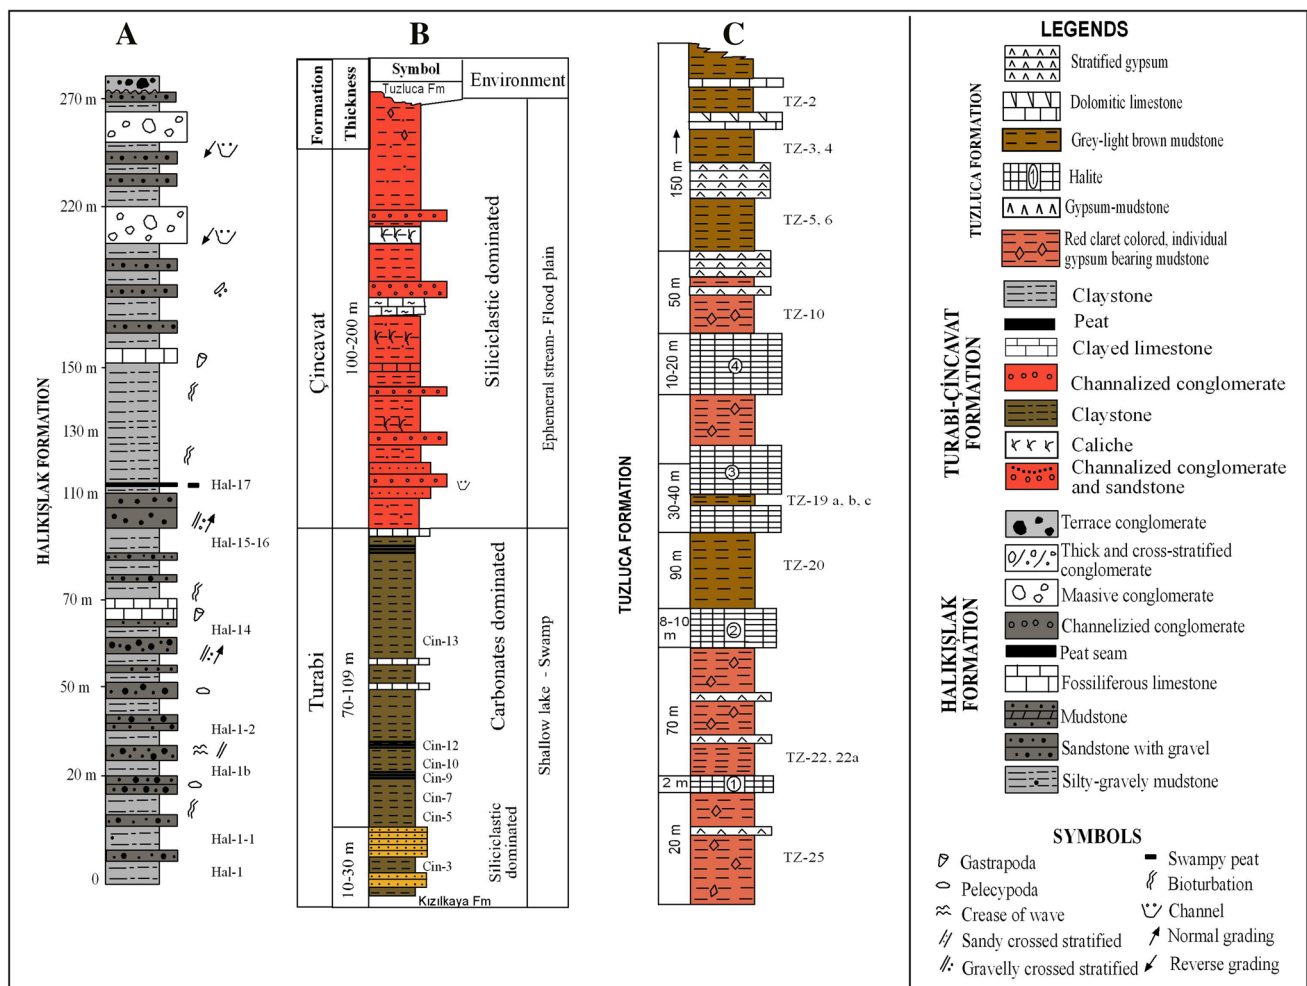 A
HALIKIŞLAK FORMATION
270 m
220 m
150 m
130 m
110 m
70 m
50 m
20 m
0
Hal-17
Hal-15-16
Hal-14
Hal-1-2
Hal-1b
Hal-1-1
Hal-1
B
Formation
Thickness
Symbol
Environment
Tuzluca Fm
Çincavat
100-200 m
Siliciclastic dominated
Ephemeral stream- Flood plain
Turabi
70-109 m
Carbonates dominated
Shallow lake - Swamp
Cin-13
Cin-12
Cin-10
Cin-9
Cin-7
Cin-5
10-30 m
Cin-3
Siliciclastic
dominated
Kızılkaya Fm
C
TUZLUCA FORMATION
150 m
50 m
10-20 m
30-40 m
90 m
8-10
m
70 m
2 m
20 m
4
3
2
1
TZ-2
TZ-3, 4
TZ-5, 6
TZ-10
TZ-19 a, b, c
TZ-20
TZ-22, 22a
TZ-25
LEGENDS
TUZLUCA FORMATION
Stratified gypsum
Dolomitic limestone
Grey-light brown mudstone
1
Halite
Gypsum-mudstone
Red claret colored, individual
gypsum bearing mudstone
TURABİ-ÇİNCAVAT
FORMATION
Claystone
Peat
Clayed limestone
Channalized conglomerate
Claystone
Caliche
Channalized conglomerate
and sandstone
HALIKIŞLAK
FORMATION
Terrace conglomerate
Thick and cross-stratified
conglomerate
Maasive conglomerate
Channelizied conglomerate
Peat seam
Fossiliferous limestone
Mudstone
Sandstone with gravel
Silty-gravely mudstone
SYMBOLS
Gastrapoda
Pelecypoda
Crease of wave
Sandy crossed stratified
Gravelly crossed stratified
Swampy peat
Bioturbation
Channel
Normal grading
Reverse grading